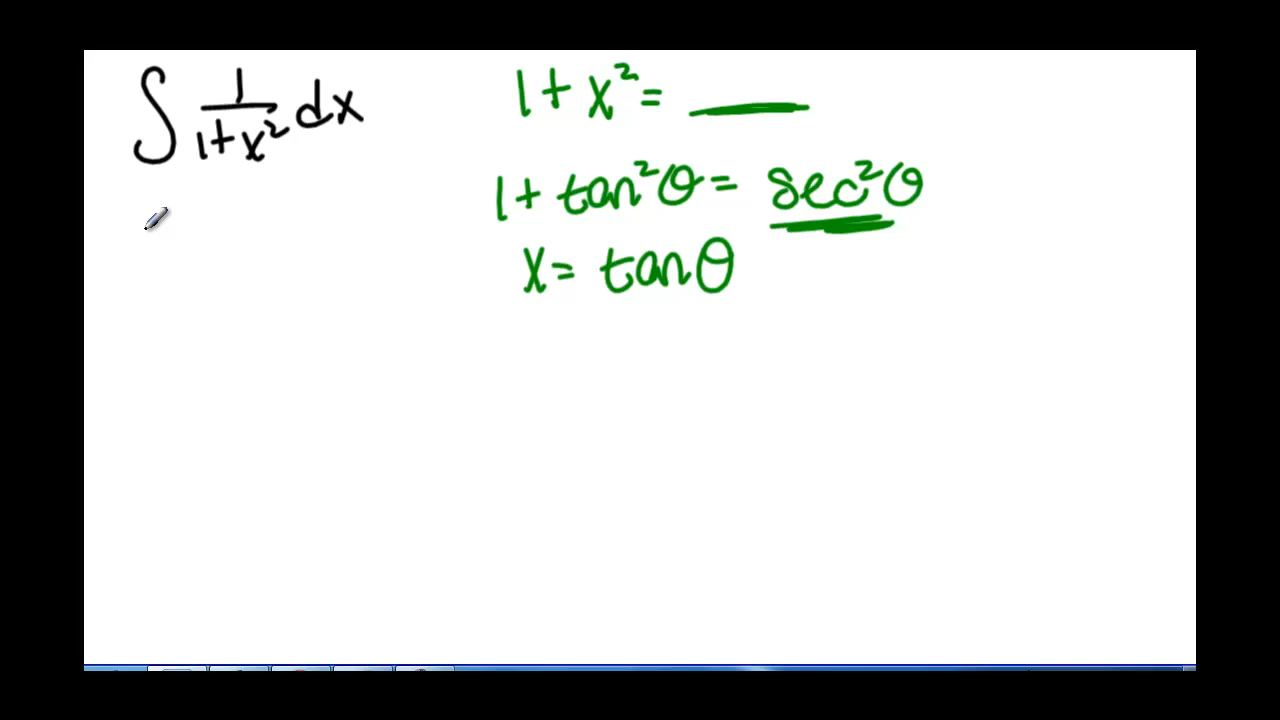 ∫ 1/(1+x²) dx
1 + x² = ____
1 + tan²θ = sec²θ
x = tanθ